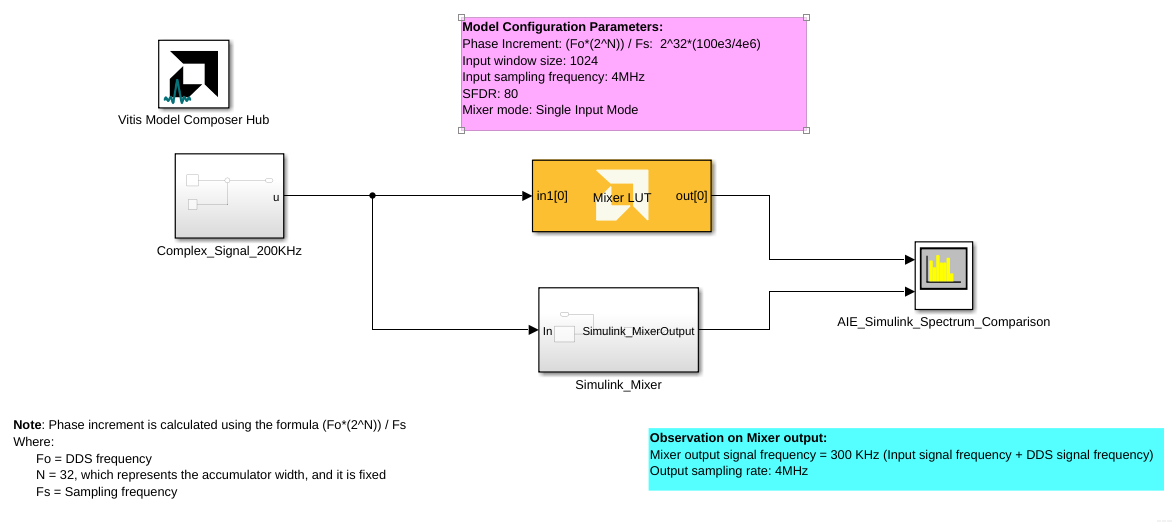 Model Configuration Parameters:
Phase Increment: (Fo*(2^N)) / Fs:  2^32*(100e3/4e6)
Input window size: 1024
Input sampling frequency: 4MHz
SFDR: 80
Mixer mode: Single Input Mode
Vitis Model Composer Hub
u
Complex_Signal_200KHz
in1[0]
Mixer LUT
out[0]
In
Simulink_MixerOutput
Simulink_Mixer
AIE_Simulink_Spectrum_Comparison
Note: Phase increment is calculated using the formula (Fo*(2^N)) / Fs
Where:
Fo = DDS frequency
N = 32, which represents the accumulator width, and it is fixed
Fs = Sampling frequency
Observation on Mixer output:
Mixer output signal frequency = 300 KHz (Input signal frequency + DDS signal frequency)
Output sampling rate: 4MHz